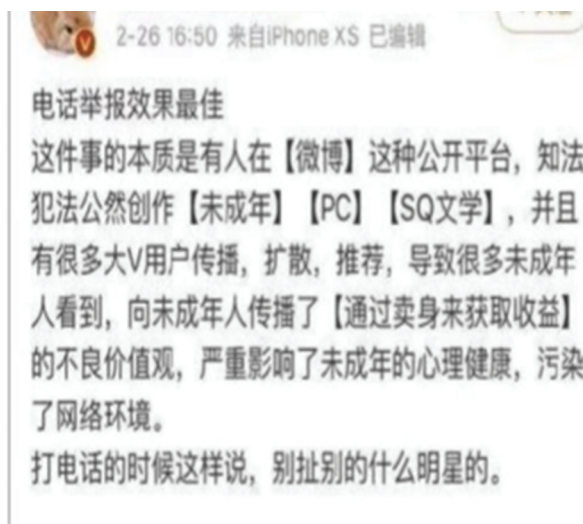 2-26 16:50 来自iPhone XS 已编辑
电话举报效果最佳
这件事的本质是有人在【微博】这种公开平台，知法
犯法公然创作【未成年】【PC】【SQ文学】，并且
有很多大V用户传播，扩散，推荐，导致很多未成年
人看到，向未成年人传播了【通过卖身来获取收益】
的不良价值观，严重影响了未成年的心理健康，污染
了网络环境。
打电话的时候这样说，别扯别的什么明星的。